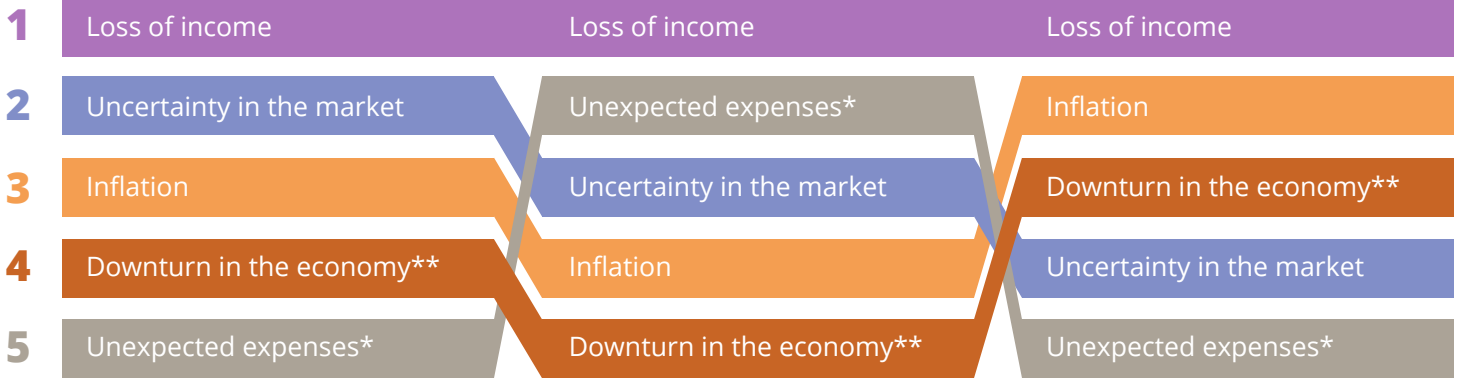 1 Loss of income Loss of income Loss of income
2 Uncertainty in the market Unexpected expenses* Inflation
3 Inflation Uncertainty in the market Downturn in the economy**
4 Downturn in the economy** Inflation Uncertainty in the market
5 Unexpected expenses* Downturn in the economy** Unexpected expenses*